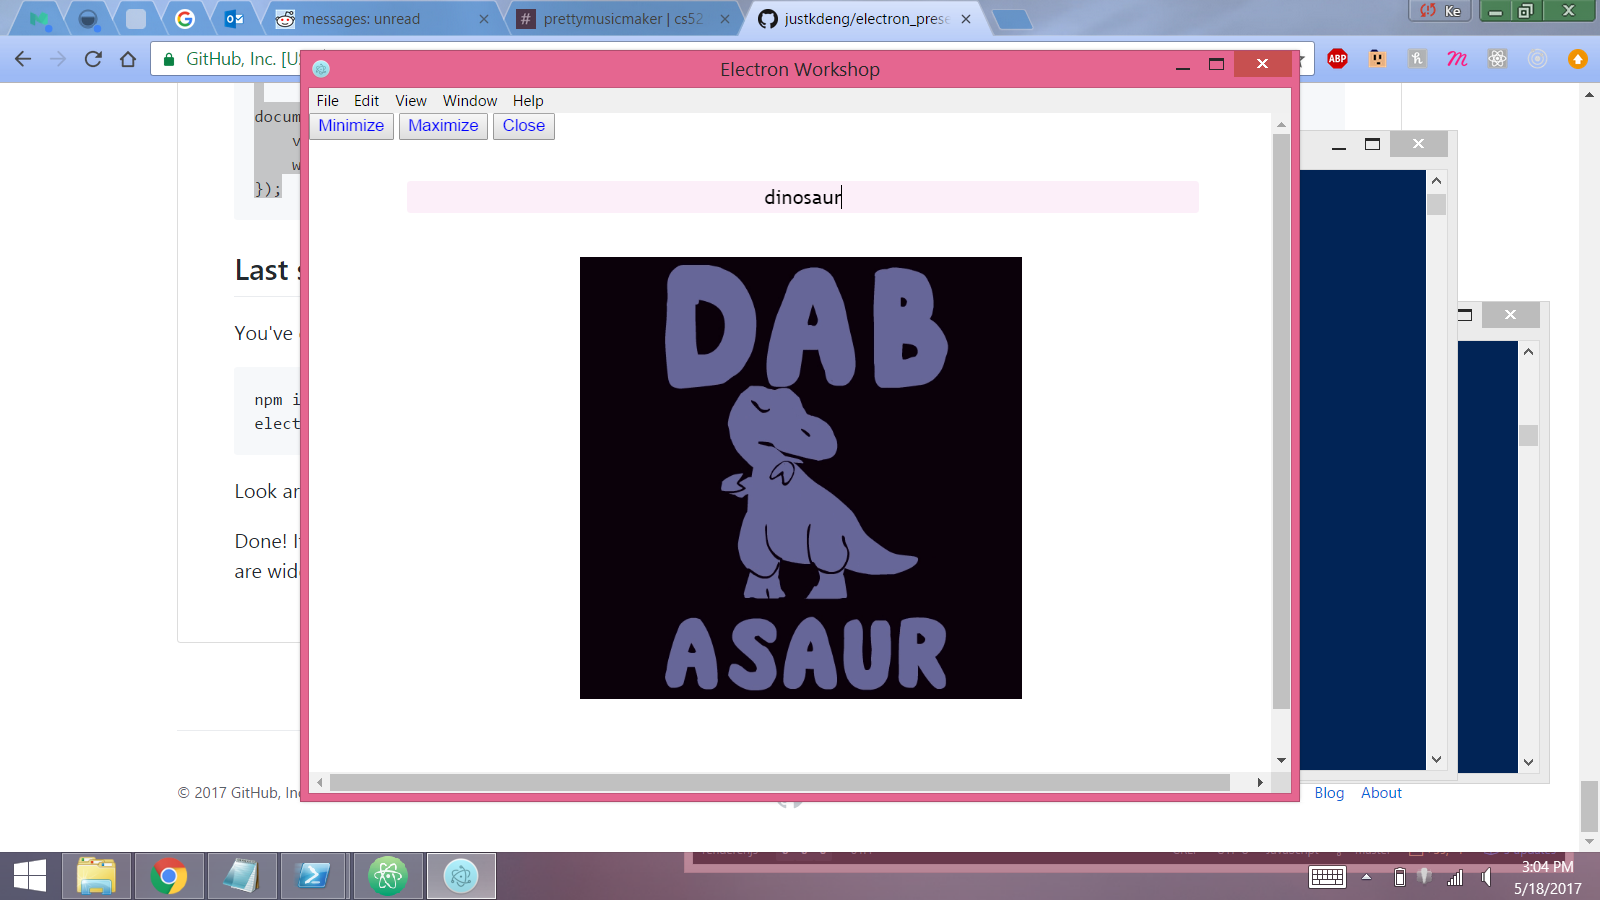 messages: unread
prettymusicmaker | cs52
justkdeng/electron_prese
Ke
GitHub, Inc. [US
ABP
Electron Workshop
File Edit View Window Help
Minimize Maximize Close
docum
v
w
});
dinosaur
DAB
ASAUR
Last s
You've
npm i
elect
Look ar
Done! I
are wid
© 2017 GitHub, Inc
Blog About
3:04 PM
5/18/2017